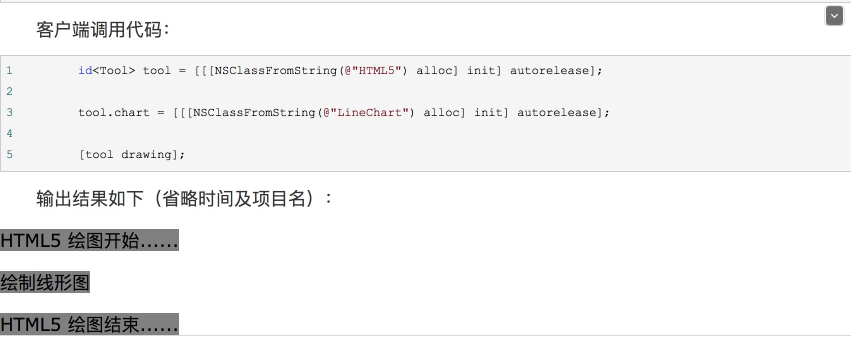 客户端调用代码：
1 id<Tool> tool = [[[NSClassFromString(@"HTML5") alloc] init] autorelease];
2
3 tool.chart = [[[NSClassFromString(@"LineChart") alloc] init] autorelease];
4
5 [tool drawing];
输出结果如下（省略时间及项目名）：
HTML5 绘图开始……
绘制线形图
HTML5 绘图结束……